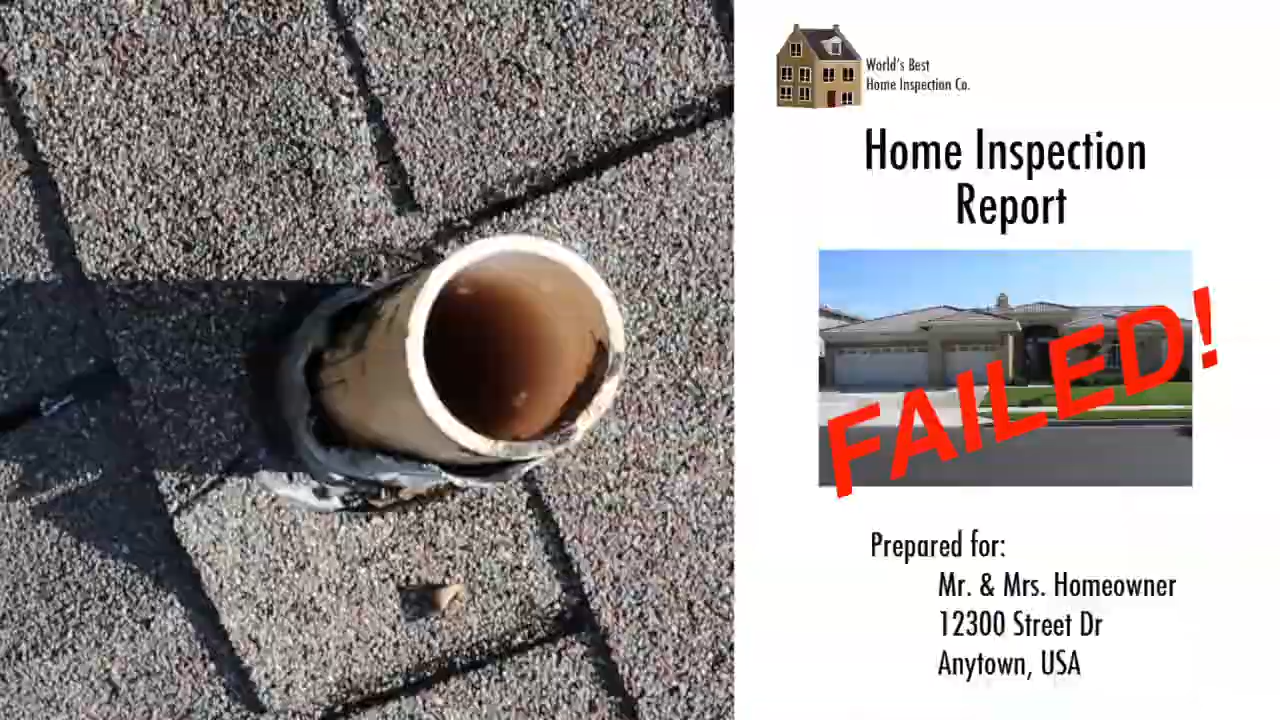 World's Best
Home Inspection Co.
Home Inspection
Report
FAILED!
Prepared for:
Mr. & Mrs. Homeowner
12300 Street Dr
Anytown, USA